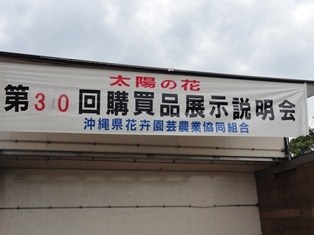 太陽の花
第30回購買品展示説明会
沖縄県花卉園芸農業協同組合